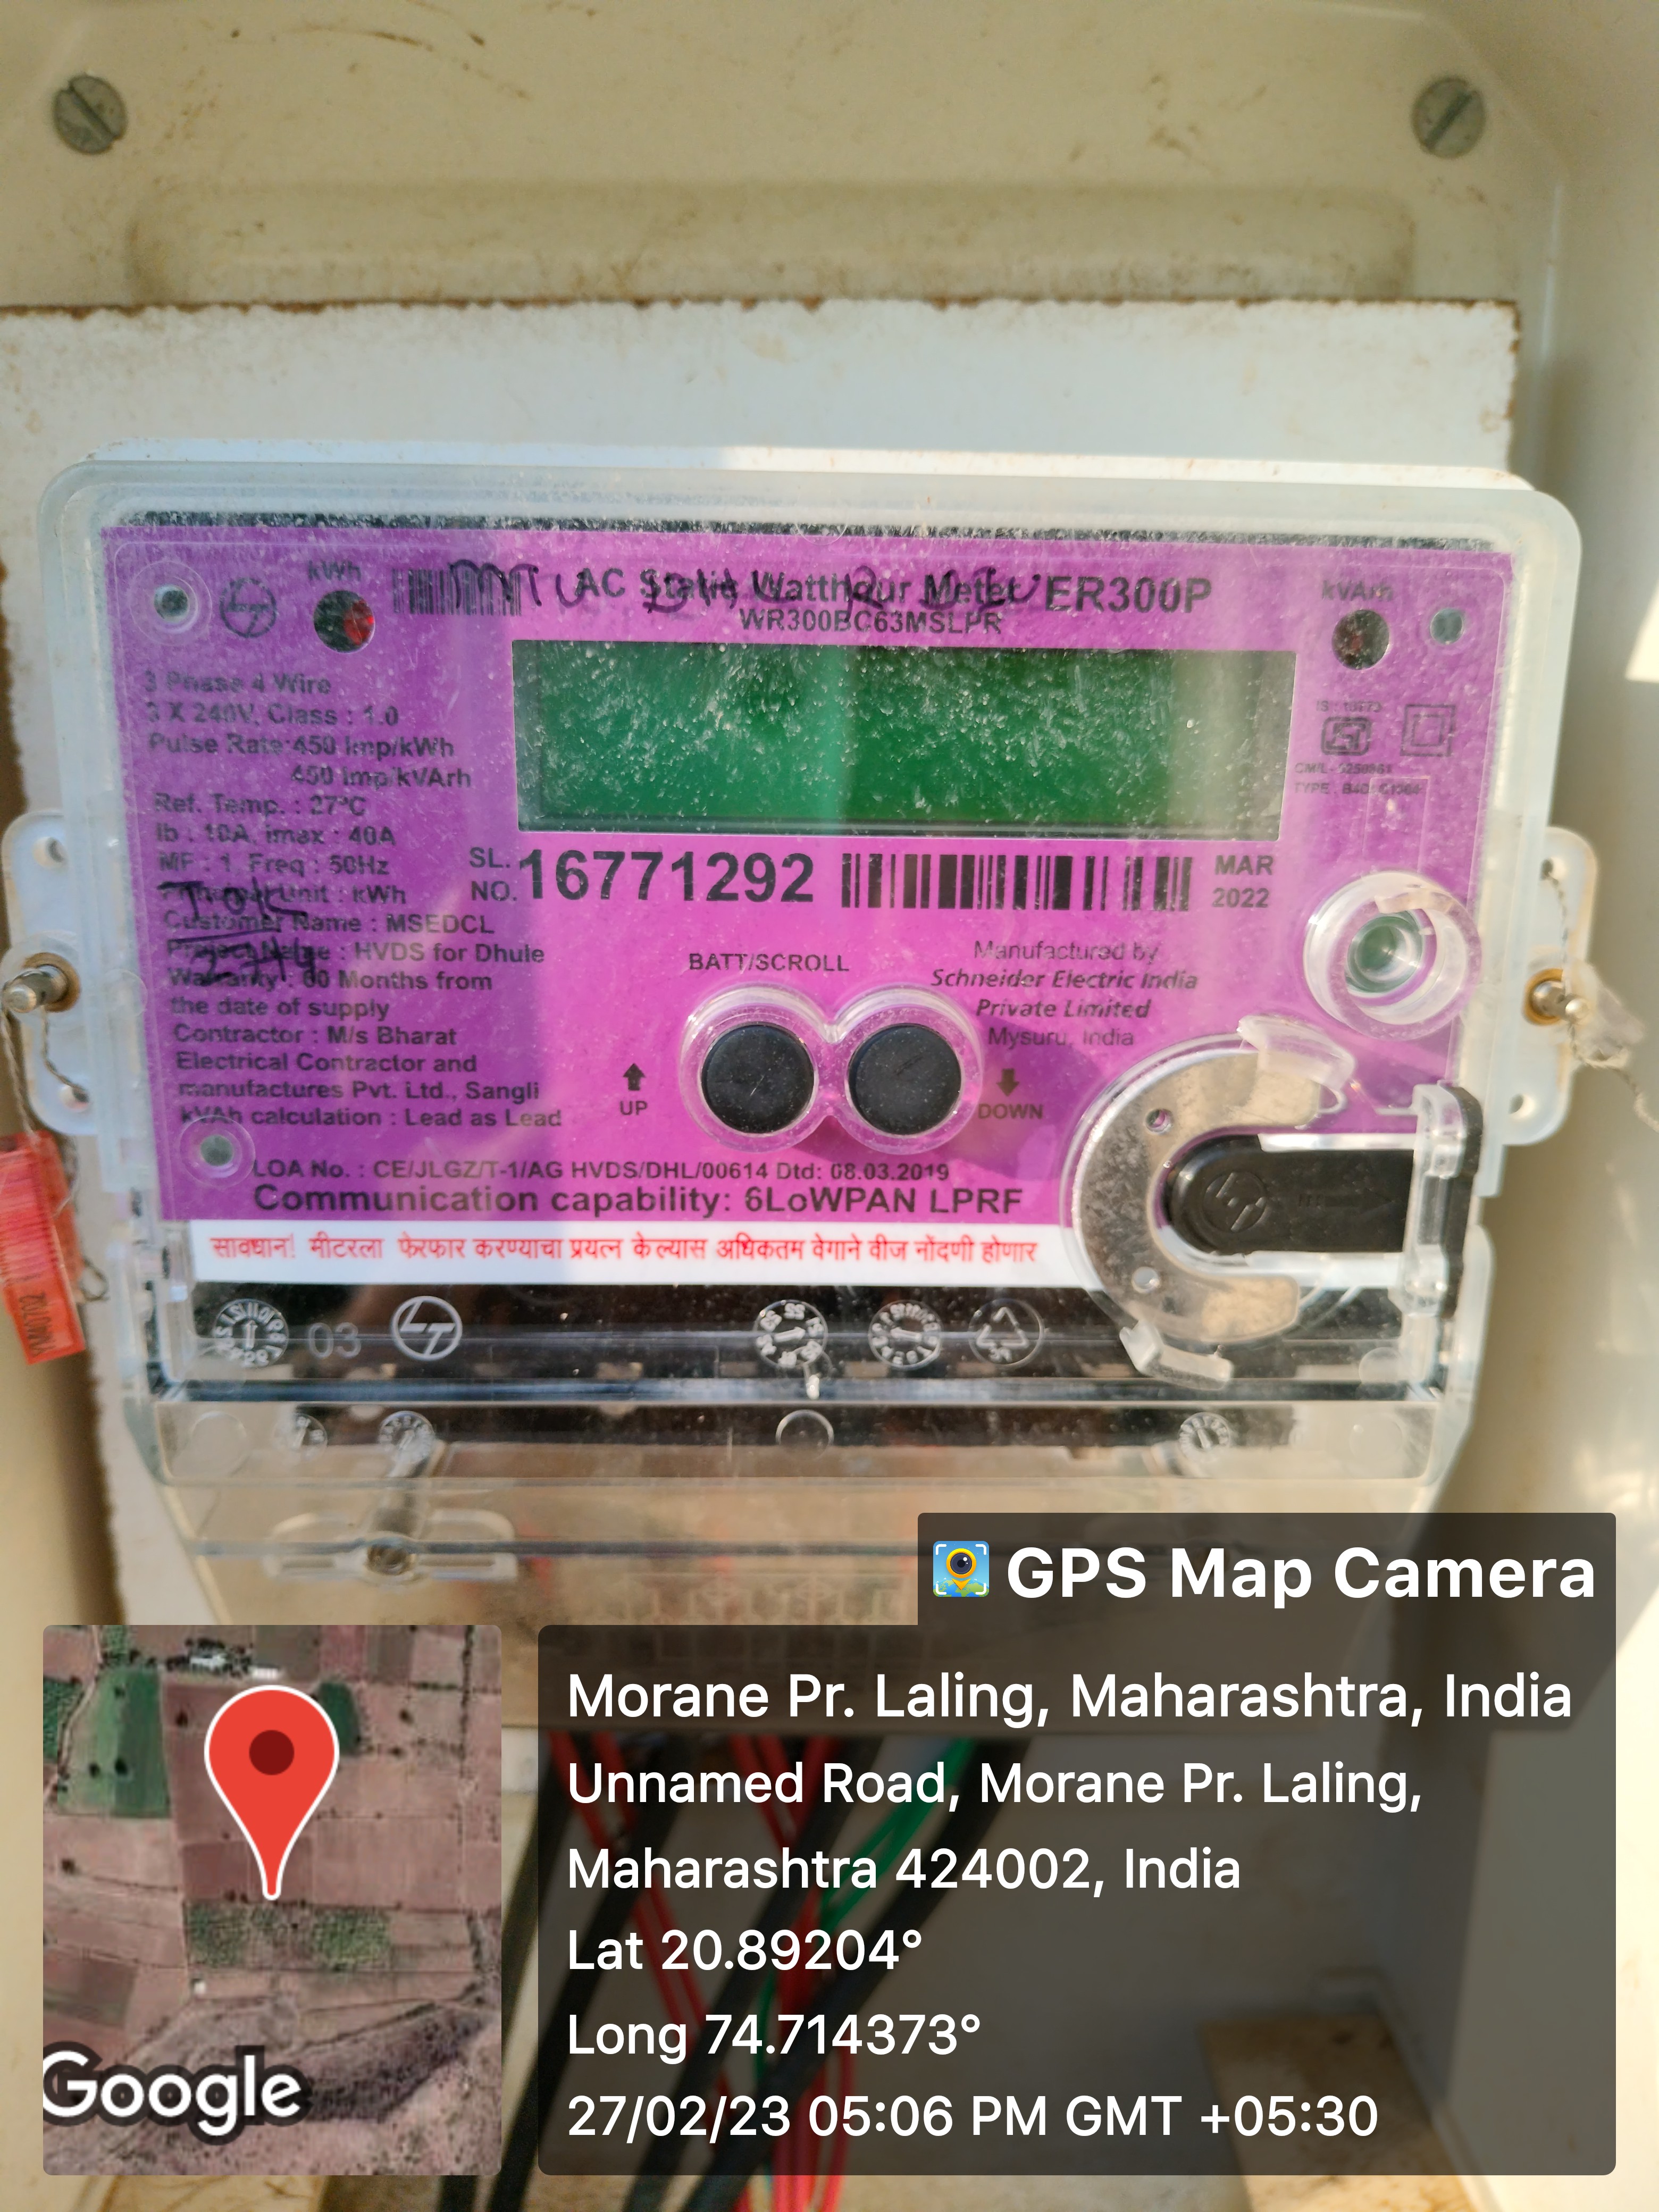 kWh
AC Static Watthour Meter ER300P
WR300BC63MSLPR
kVArh
3 Phase 4 Wire
3 X 240V, Class : 1.0
Pulse Rate:450 Imp/kWh
450 Imp/kVArh
Ref. Temp. : 27°C
Ib : 10A, imax : 40A
MF : 1, Freq : 50Hz
Unit : kWh
Customer Name : MSEDCL
Project Name : HVDS for Dhule
Warranty : 60 Months from
the date of supply
Contractor : M/s Bharat
Electrical Contractor and
manufactures Pvt. Ltd., Sangli
kVAh calculation : Lead as Lead
SL. NO. 16771292
MAR
2022
BATT/SCROLL
UP
DOWN
Manufactured by
Schneider Electric India
Private Limited
Mysuru, India
LOA No. : CE/JLGZ/T-1/AG HVDS/DHL/00614 Dtd: 08.03.2019
Communication capability: 6LoWPAN LPRF
सावधान! मीटरला फेरफार करण्याचा प्रयत्न केल्यास अधिकतम वेगाने वीज नोंदणी होणार
03
GPS Map Camera
Morane Pr. Laling, Maharashtra, India
Unnamed Road, Morane Pr. Laling,
Maharashtra 424002, India
Lat 20.89204°
Long 74.714373°
27/02/23 05:06 PM GMT +05:30
Google